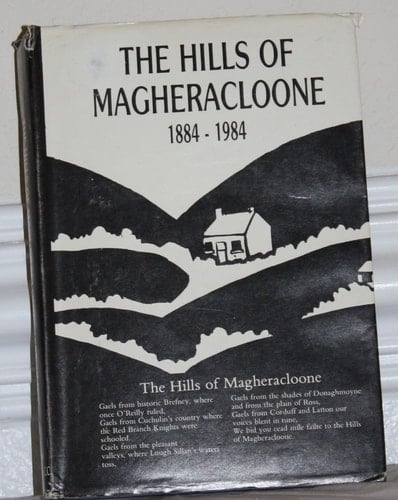 THE HILLS OF
MAGHERACLOONE
1884 - 1984
The Hills of Magheracloone
Gaels from historic Brefney, where
once O'Reilly ruled,
Gaels from Cuchulin's country where
the Red Branch Knights were
schooled.
Gaels from the pleasant
valleys, where Lough Sillan's waters
toss.
Gaels from the shades of Donaghmoyne
and from the plain of Ross,
Gaels from Corduff and Latton our
voices blent in tune,
We bid you cead mile failte to the Hills
of Magheracloone.